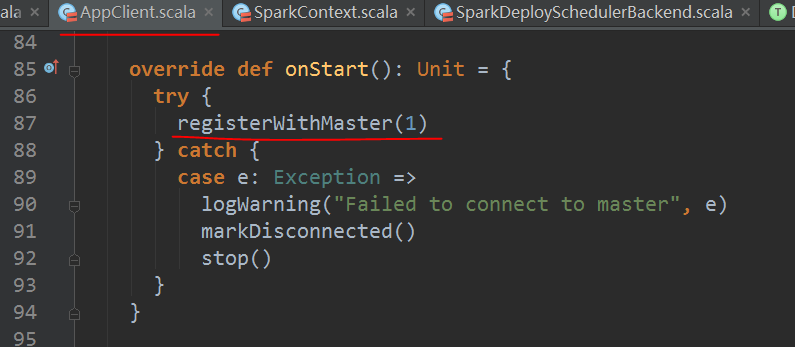 ala AppClient.scala SparkContext.scala SparkDeploySchedulerBackend.scala T D
84
85 override def onStart(): Unit = {
86 try {
87 registerWithMaster(1)
88 } catch {
89 case e: Exception =>
90 logWarning("Failed to connect to master", e)
91 markDisconnected()
92 stop()
93 }
94 }
95